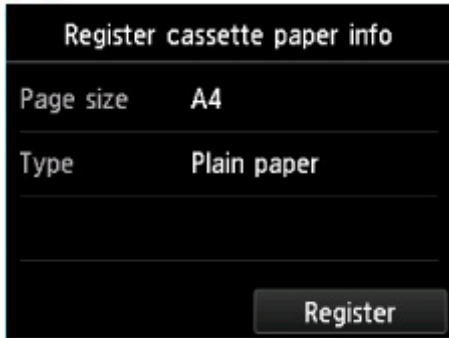 Register cassette paper info
Page size A4
Type Plain paper
Register